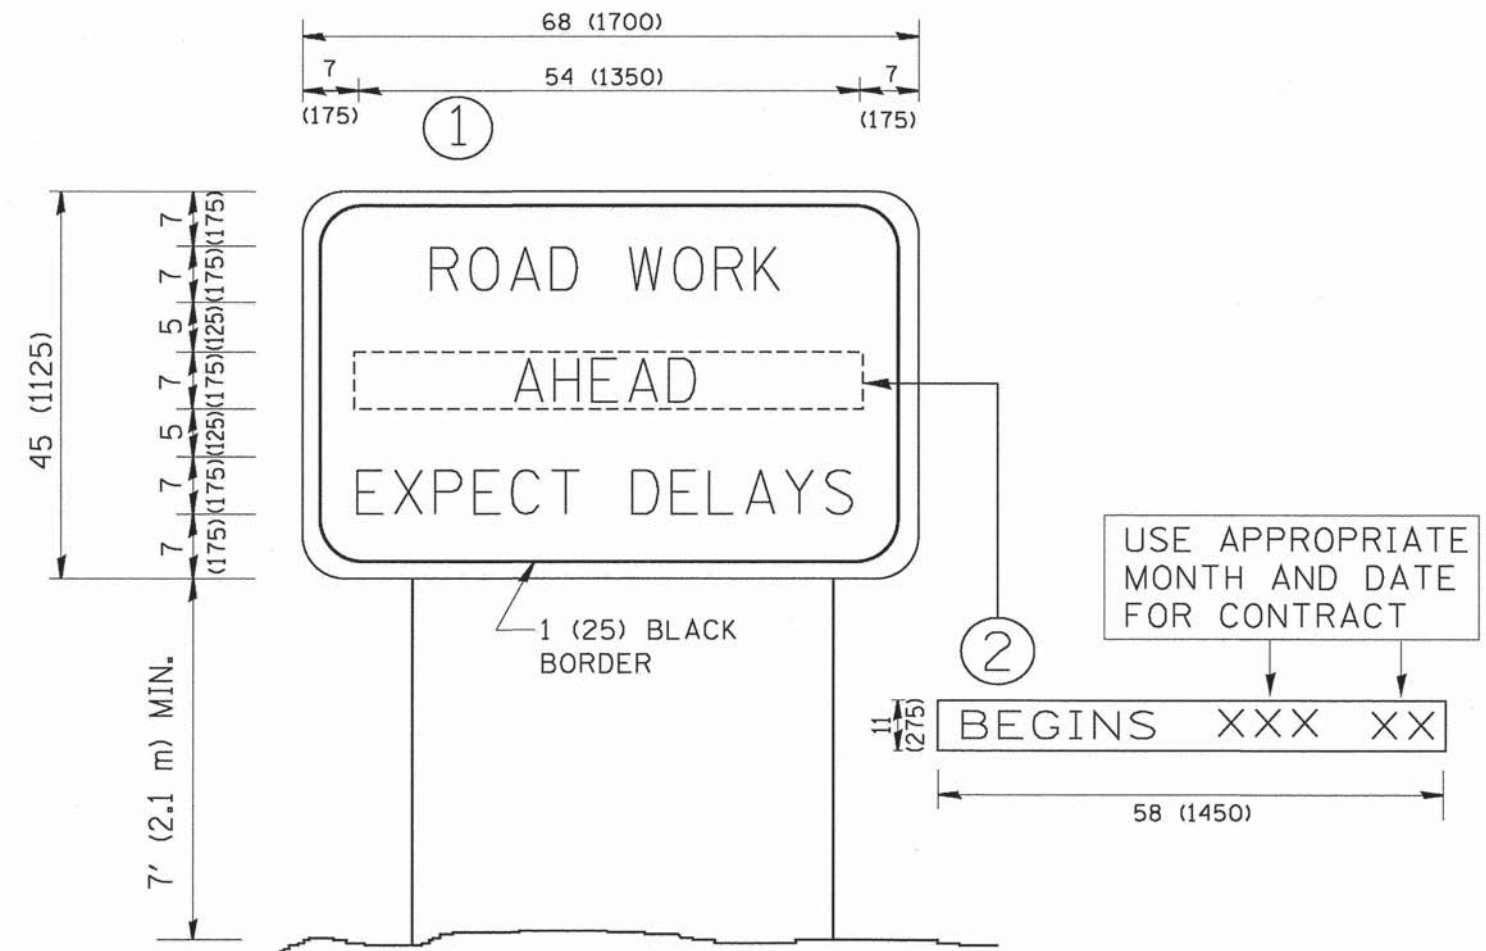 68 (1700)
7
54 (1350)
7
(175)
(175)
1
45 (1125)
7 (175)
7 (175)
5 (125)
7 (175)
5 (125)
7 (175)
7 (175)
ROAD WORK
AHEAD
EXPECT DELAYS
1 (25) BLACK
BORDER
7' (2.1 m) MIN.
2
USE APPROPRIATE
MONTH AND DATE
FOR CONTRACT
11
(275)
BEGINS XXX XX
58 (1450)